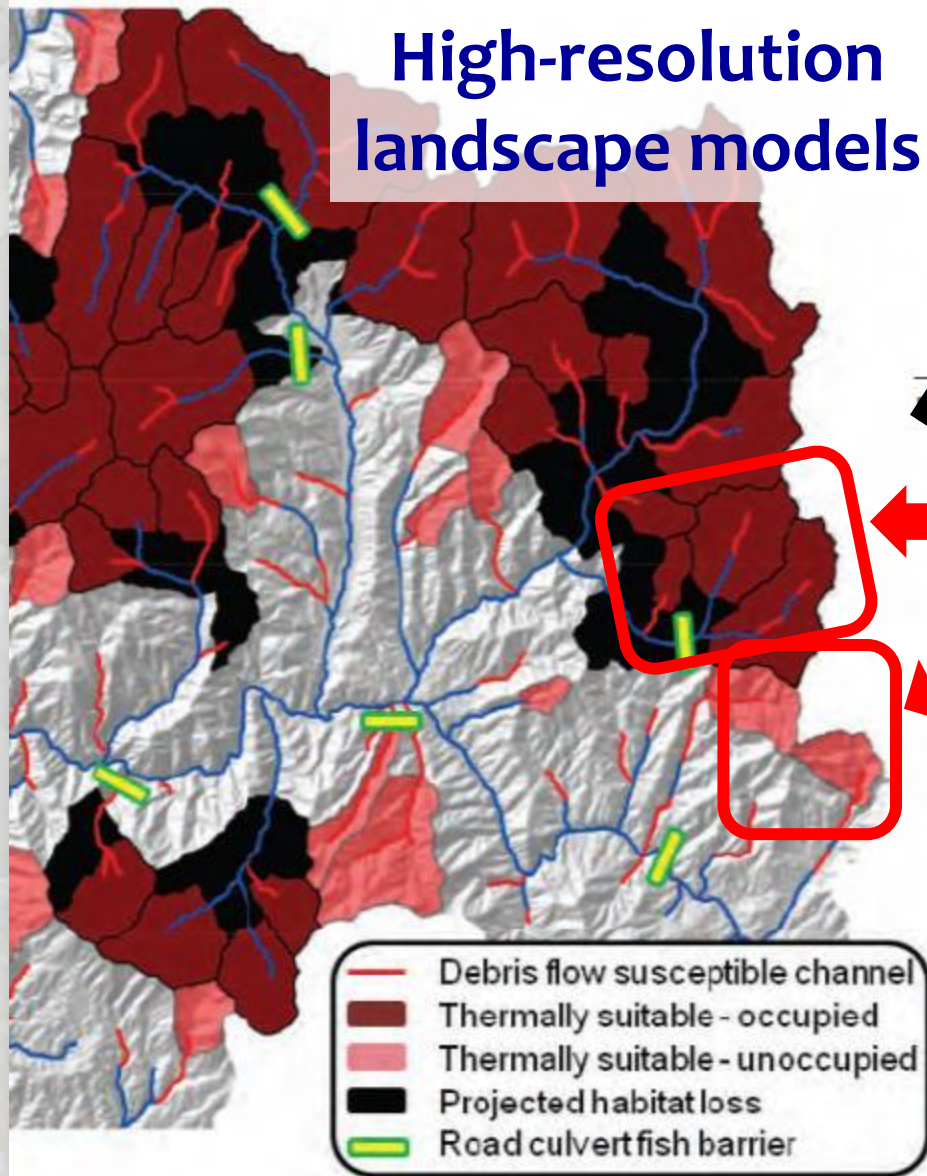 High-resolution
landscape models
Debris flow susceptible channel
Thermally suitable - occupied
Thermally suitable - unoccupied
Projected habitat loss
Road culvert fish barrier